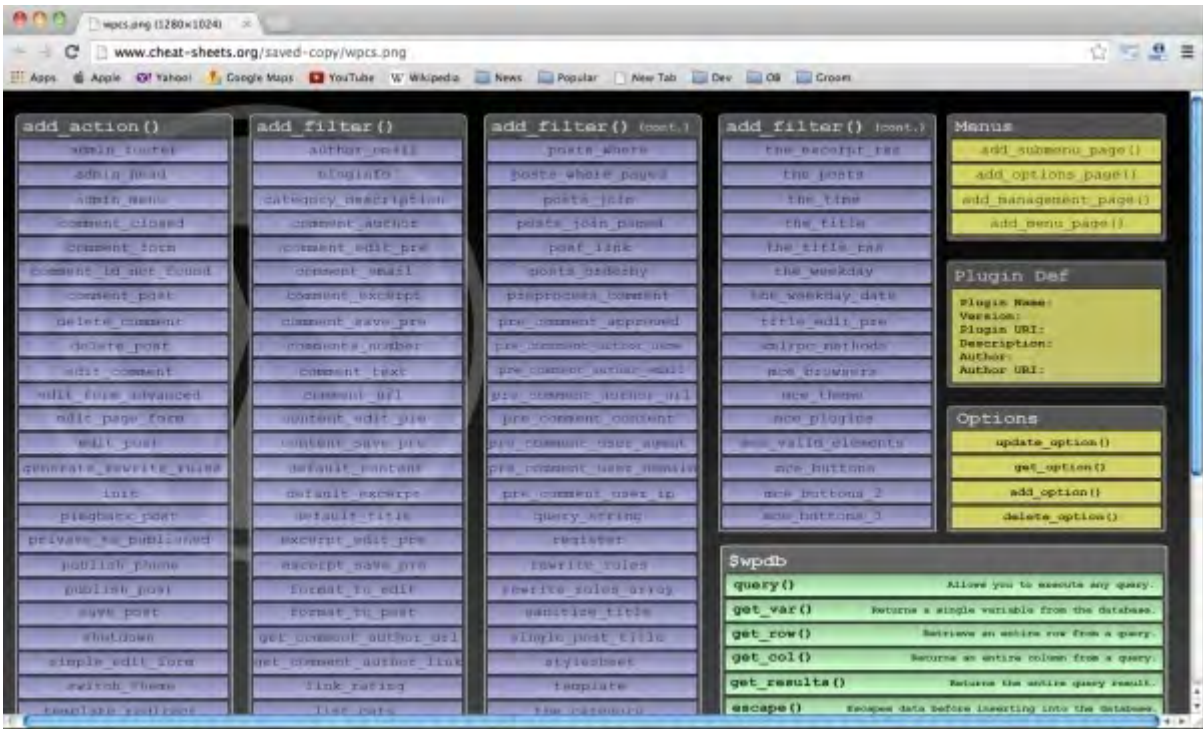 wpcs.png (1280×1024)
www.cheat-sheets.org/saved-copy/wpcs.png
Apps Apple Yahoo! Google Maps YouTube Wikipedia News Popular New Tab Dev OB Groom
add_action()
admin_footer
admin_head
admin_menu
comment_closed
comment_form
comment_id_not_found
comment_post
delete_comment
delete_post
edit_comment
edit_form_advanced
edit_page_form
edit_post
generate_rewrite_rules
init
pingback_post
private_to_published
publish_phone
publish_post
save_post
shutdown
simple_edit_form
switch_theme
template_redirect
add_filter()
author_email
bloginfo
category_description
comment_author
comment_edit_pre
comment_email
comment_excerpt
comment_save_pre
comments_number
comment_text
comment_url
content_edit_pre
content_save_pre
default_content
default_excerpt
default_title
excerpt_edit_pre
excerpt_save_pre
format_to_edit
format_to_post
get_comment_author_url
get_comment_author_link
link_rating
list_cats
add_filter() (cont.)
posts_where
posts_where_paged
posts_join
posts_join_paged
post_link
posts_orderby
preprocess_comment
pre_comment_approved
pre_comment_author_name
pre_comment_author_email
pre_comment_author_url
pre_comment_content
pre_comment_user_agent
pre_comment_user_domain
pre_comment_user_ip
query_string
register
rewrite_rules
rewrite_rules_array
sanitize_title
single_post_title
stylesheet
template
the_category
add_filter() (cont.)
the_excerpt_rss
the_posts
the_time
the_title
the_title_rss
the_weekday
the_weekday_date
title_edit_pre
xmlrpc_methods
mce_browsers
mce_theme
mce_plugins
mce_valid_elements
mce_buttons
mce_buttons_2
mce_buttons_3
Menus
add_submenu_page()
add_options_page()
add_management_page()
add_menu_page()
Plugin Def
Plugin Name:
Version:
Plugin URI:
Description:
Author:
Author URI:
Options
update_option()
get_option()
add_option()
delete_option()
$wpdb
query() Allows you to execute any query.
get_var() Returns a single variable from the database.
get_row() Retrieve an entire row from a query.
get_col() Returns an entire column from a query.
get_results() Returns the entire query result.
escape() Escapes data before inserting into the database.